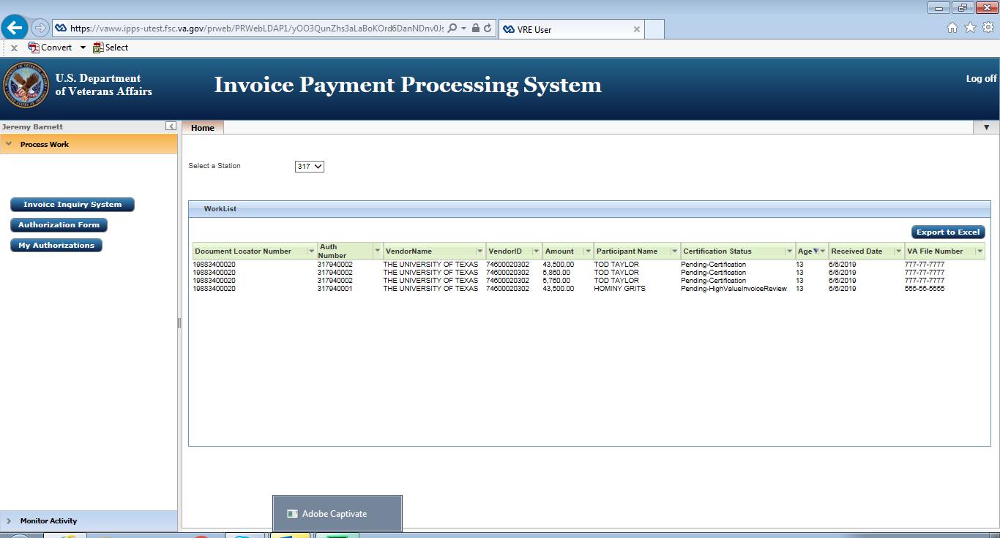 https://vaww.ipps-utest.fsc.va.gov/prweb/PRWebLDAP1/
VRE User
Convert
Select
U.S. Department
of Veterans Affairs
Invoice Payment Processing System
Log off
Jeremy Barnett
Home
Process Work
Select a Station 317
Invoice Inquiry System
Authorization Form
My Authorizations
WorkList
Export to Excel
Document Locator Number Auth Number VendorName VendorID Amount Participant Name Certification Status Age Received Date VA File Number
19883400020 317940002 THE UNIVERSITY OF TEXAS 74600020302 43,500.00 TOD TAYLOR Pending-Certification 13 6/6/2019 777-77-7777
19883400020 317940002 THE UNIVERSITY OF TEXAS 74600020302 5,860.00 TOD TAYLOR Pending-Certification 13 6/6/2019 777-77-7777
19883400020 317940002 THE UNIVERSITY OF TEXAS 74600020302 5,760.00 TOD TAYLOR Pending-Certification 13 6/6/2019 777-77-7777
19883400020 317940001 THE UNIVERSITY OF TEXAS 74600020302 43,500.00 HOMINY GRITS Pending-HighValueInvoiceReview 13 6/6/2019 555-55-5555
Adobe Captivate
Monitor Activity